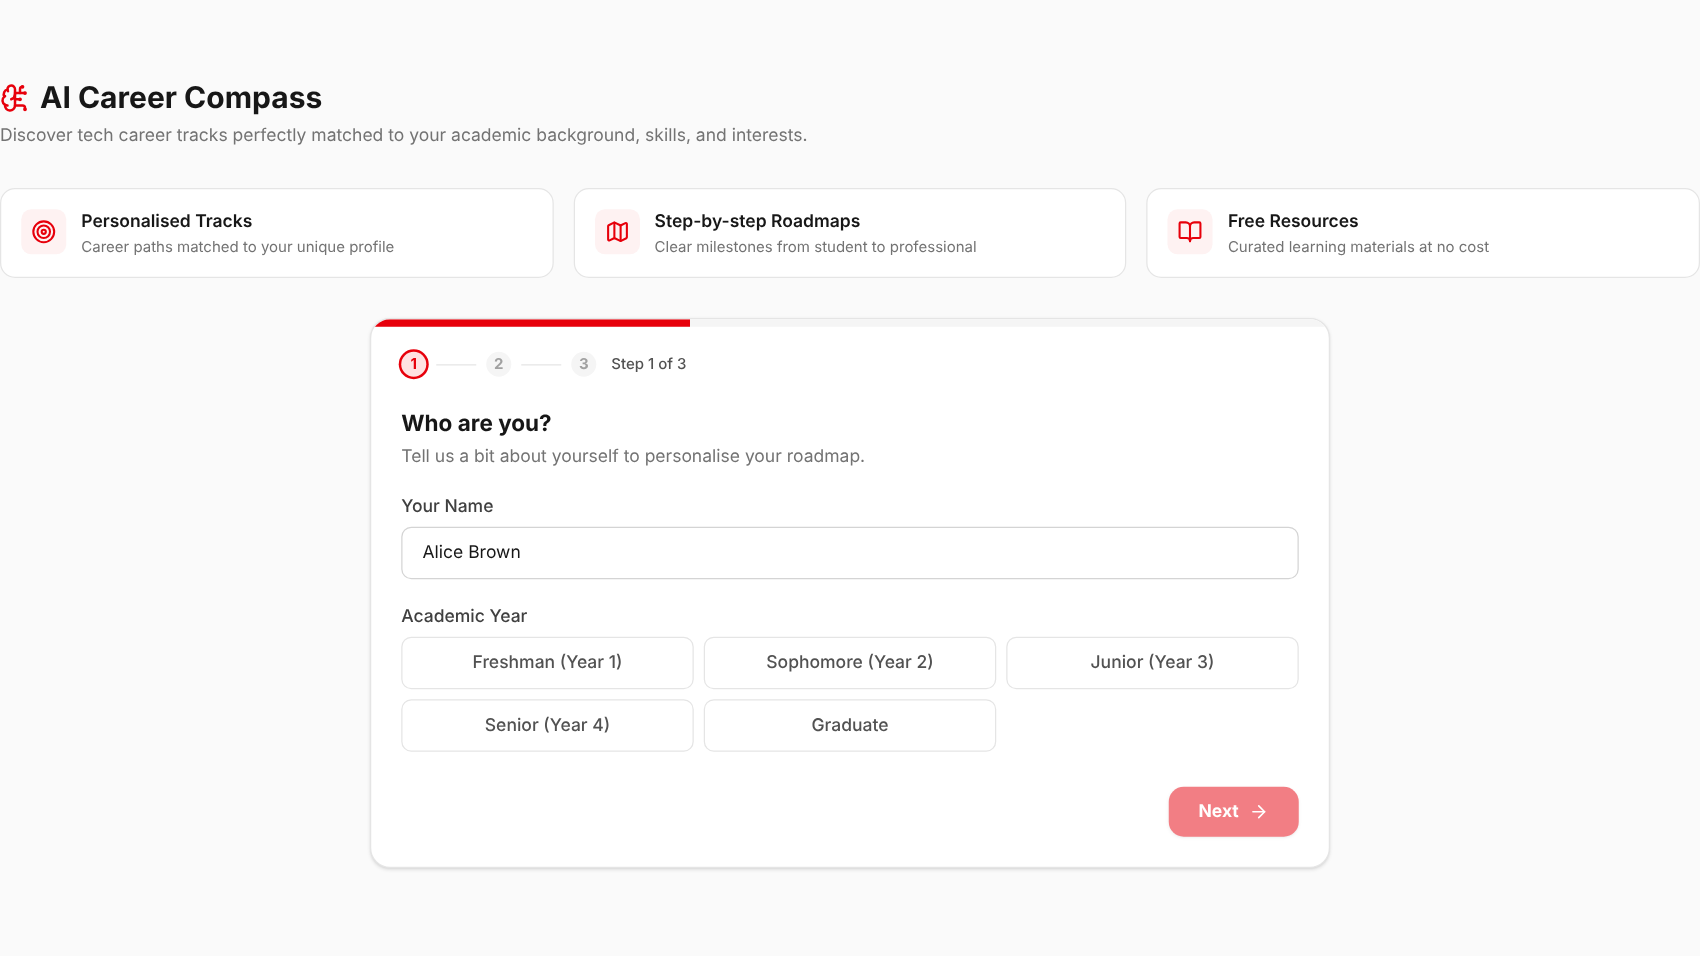 AI Career Compass
Discover tech career tracks perfectly matched to your academic background, skills, and interests.
Personalised Tracks
Career paths matched to your unique profile
Step-by-step Roadmaps
Clear milestones from student to professional
Free Resources
Curated learning materials at no cost
1 2 3 Step 1 of 3
Who are you?
Tell us a bit about yourself to personalise your roadmap.
Your Name
Alice Brown
Academic Year
Freshman (Year 1)
Sophomore (Year 2)
Junior (Year 3)
Senior (Year 4)
Graduate
Next